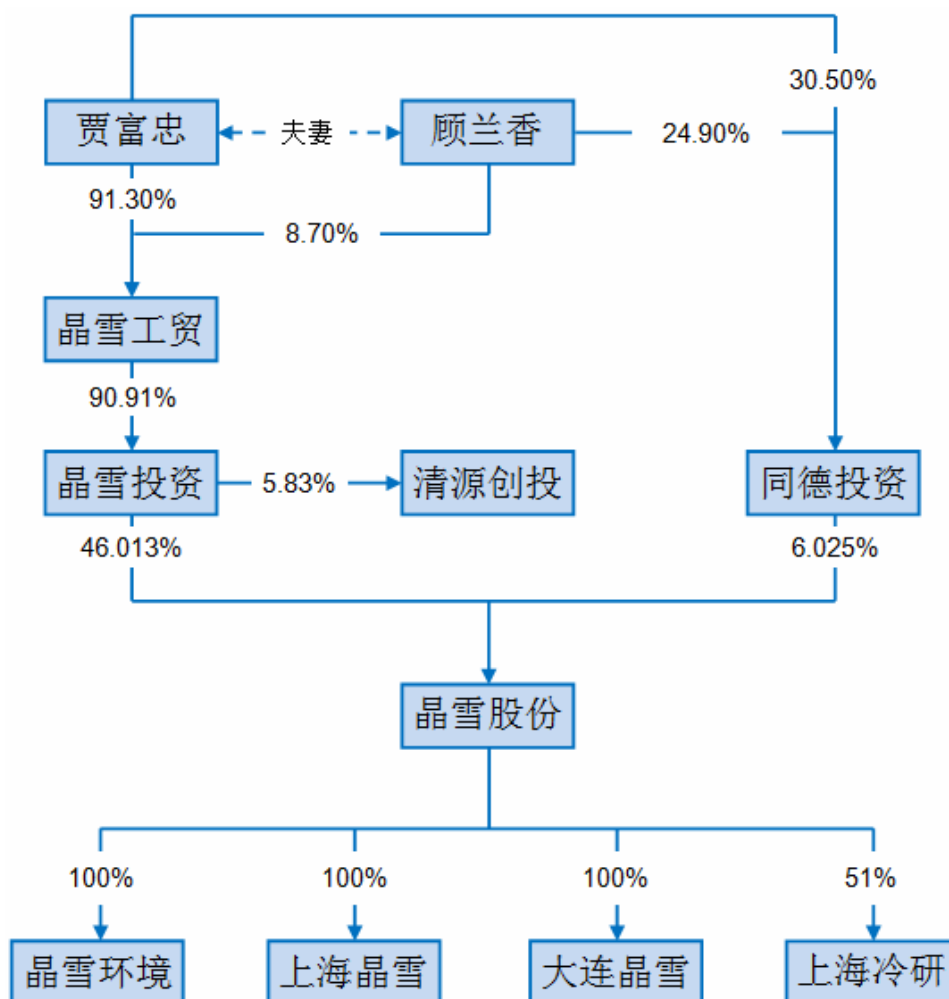 30.50%
贾富忠
夫妻
顾兰香
24.90%
91.30%
8.70%
晶雪工贸
90.91%
晶雪投资
5.83%
清源创投
同德投资
46.013%
6.025%
晶雪股份
100%
100%
100%
51%
晶雪环境
上海晶雪
大连晶雪
上海冷研